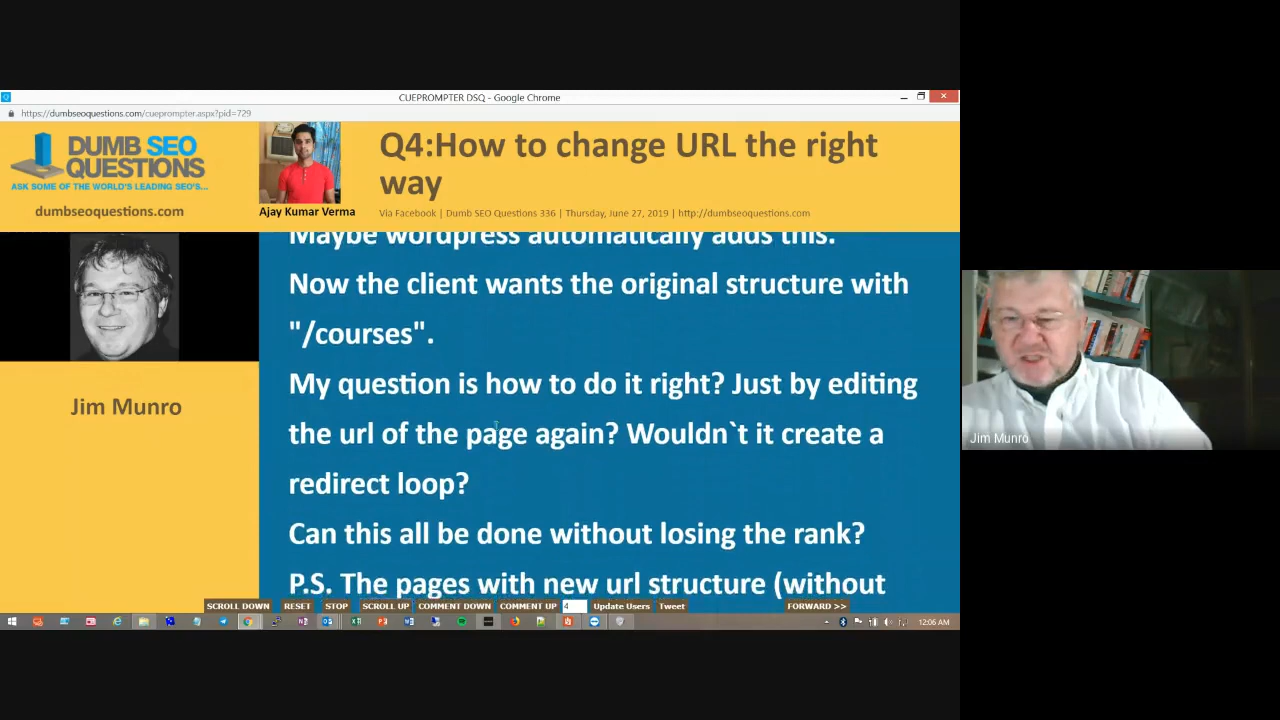 CUEPROMPTER DSQ - Google Chrome
https://dumbseoquestions.com/cueprompter.aspx?pid=729
DUMB SEO
QUESTIONS
ASK SOME OF THE WORLD'S LEADING SEO'S...
dumbseoquestions.com
Ajay Kumar Verma
Q4:How to change URL the right
way
Via Facebook | Dumb SEO Questions 336 | Thursday, June 27, 2019 | http://dumbseoquestions.com
Jim Munro
Maybe wordpress automatically adds this.
Now the client wants the original structure with
"/courses".
My question is how to do it right? Just by editing
the url of the page again? Wouldn`t it create a
redirect loop?
Can this all be done without losing the rank?
P.S. The pages with new url structure (without
SCROLL DOWN RESET STOP SCROLL UP COMMENT DOWN COMMENT UP 4 Update Users Tweet FORWARD >>
12:06 AM
Jim Munro